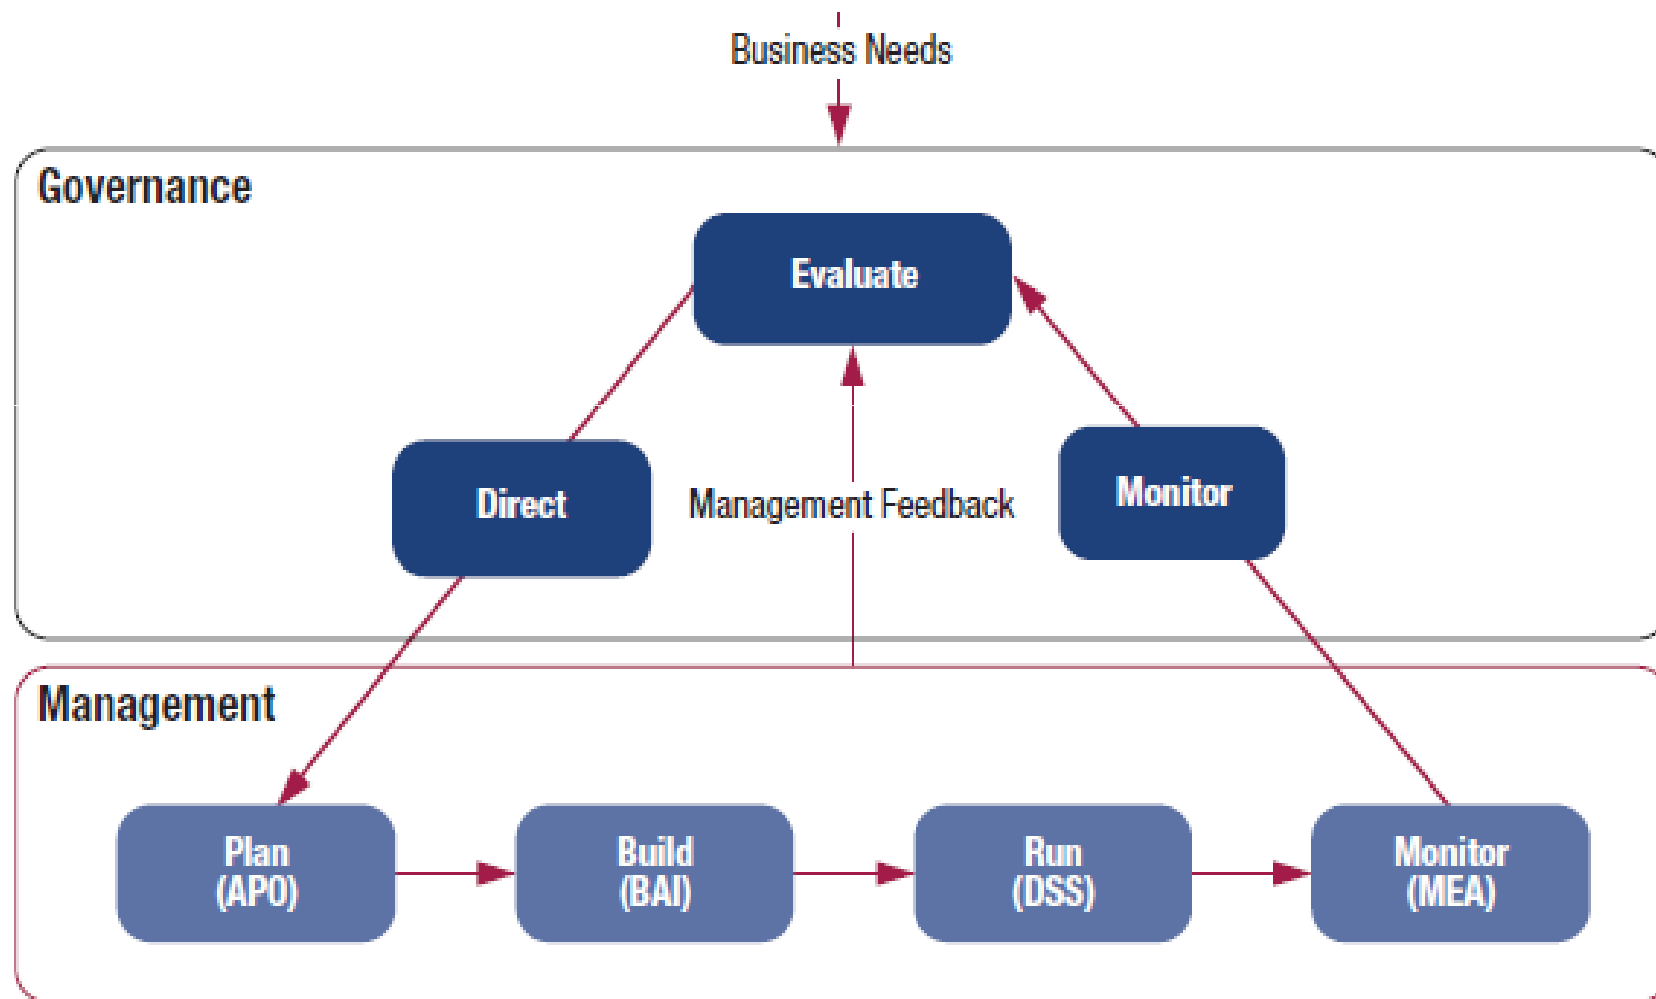 Business Needs
Governance
Evaluate
Direct
Management Feedback
Monitor
Management
Plan
(APO)
Build
(BAI)
Run
(DSS)
Monitor
(MEA)